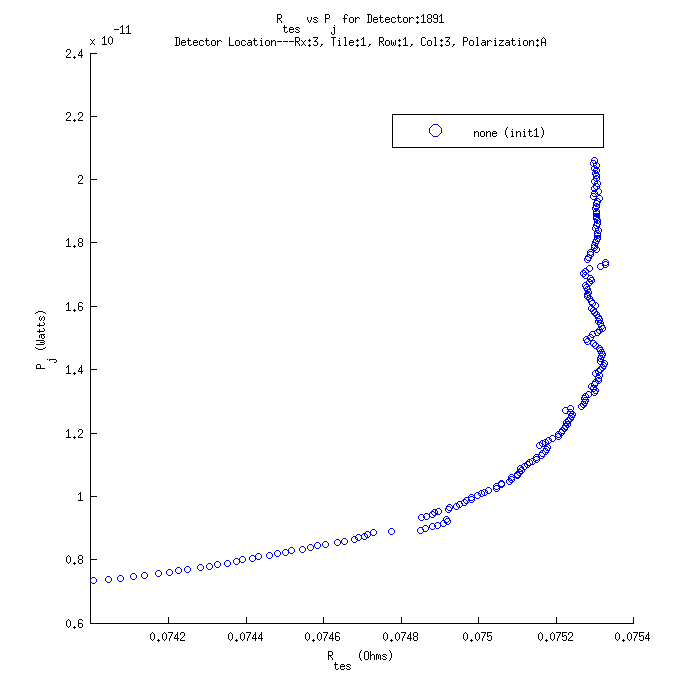 R_tes vs P_j for Detector:1891
Detector Location---Rx:3, Tile:1, Row:1, Col:3, Polarization:A
x 10^-11
2.4
2.2
none (init1)
2
1.8
1.6
1.4
1.2
1
0.8
0.6
P_j (Watts)
0.0742 0.0744 0.0746 0.0748 0.075 0.0752 0.0754
R_tes (Ohms)